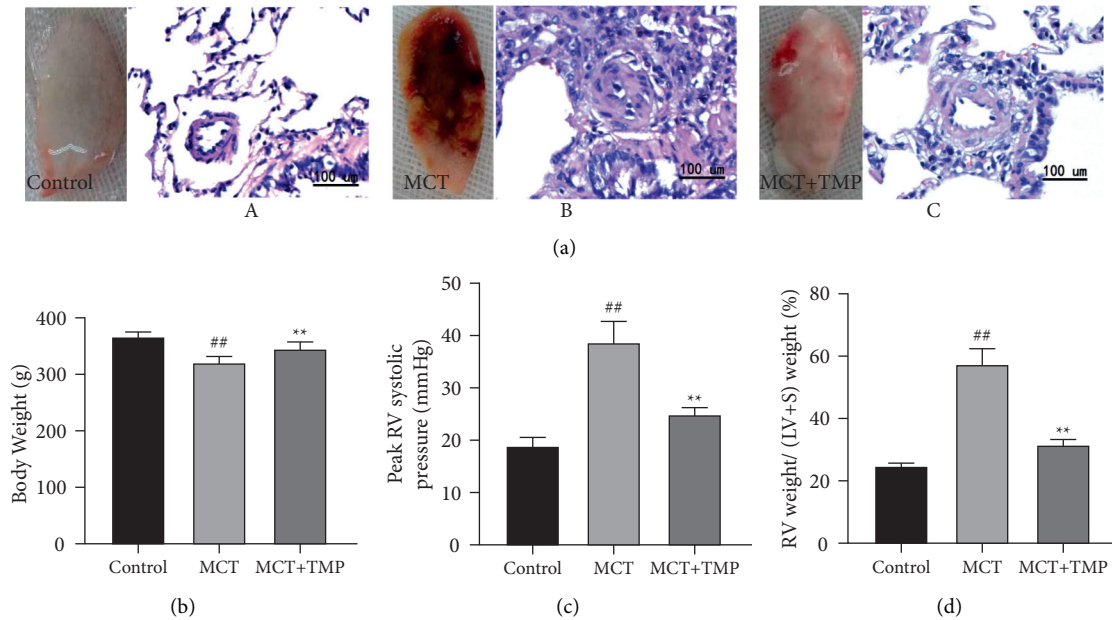 Control
100 um
MCT
100 um
MCT+TMP
100 um
A
B
C
(a)
Body Weight (g)
400
300
200
100
0
##
**
Control
MCT
MCT+TMP
(b)
Peak RV systolic
pressure (mmHg)
50
40
30
20
10
0
##
**
Control
MCT
MCT+TMP
(c)
RV weight/ (LV+S) weight (%)
80
60
40
20
0
##
**
Control
MCT
MCT+TMP
(d)